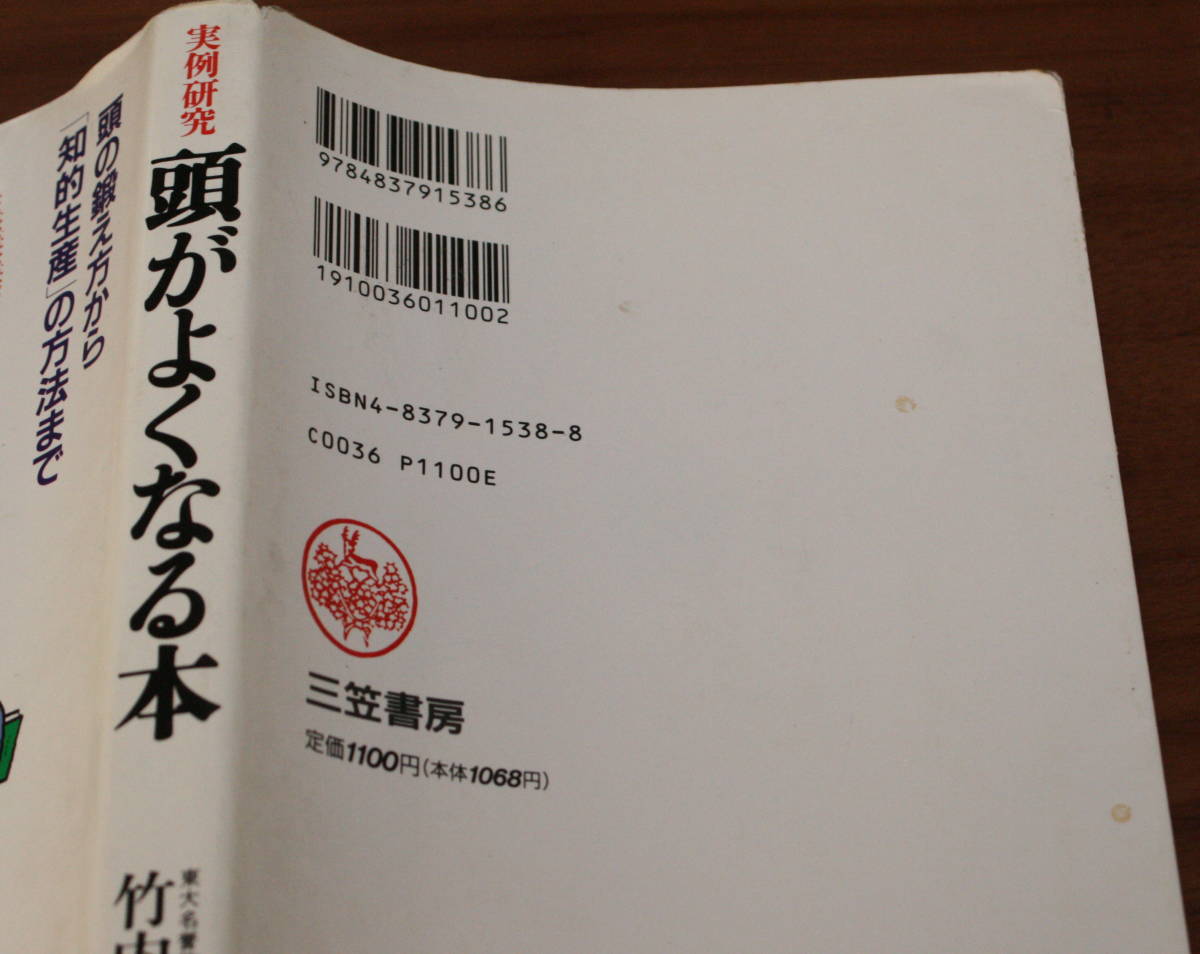 頭の鍛え方から
「知的生産」の方法まで
実例研究
頭がよくなる本
東大名誉
竹内
9784837915386
1910036011002
ISBN4-8379-1538-8
C0036 P1100E
三笠書房
定価1100円(本体1068円)